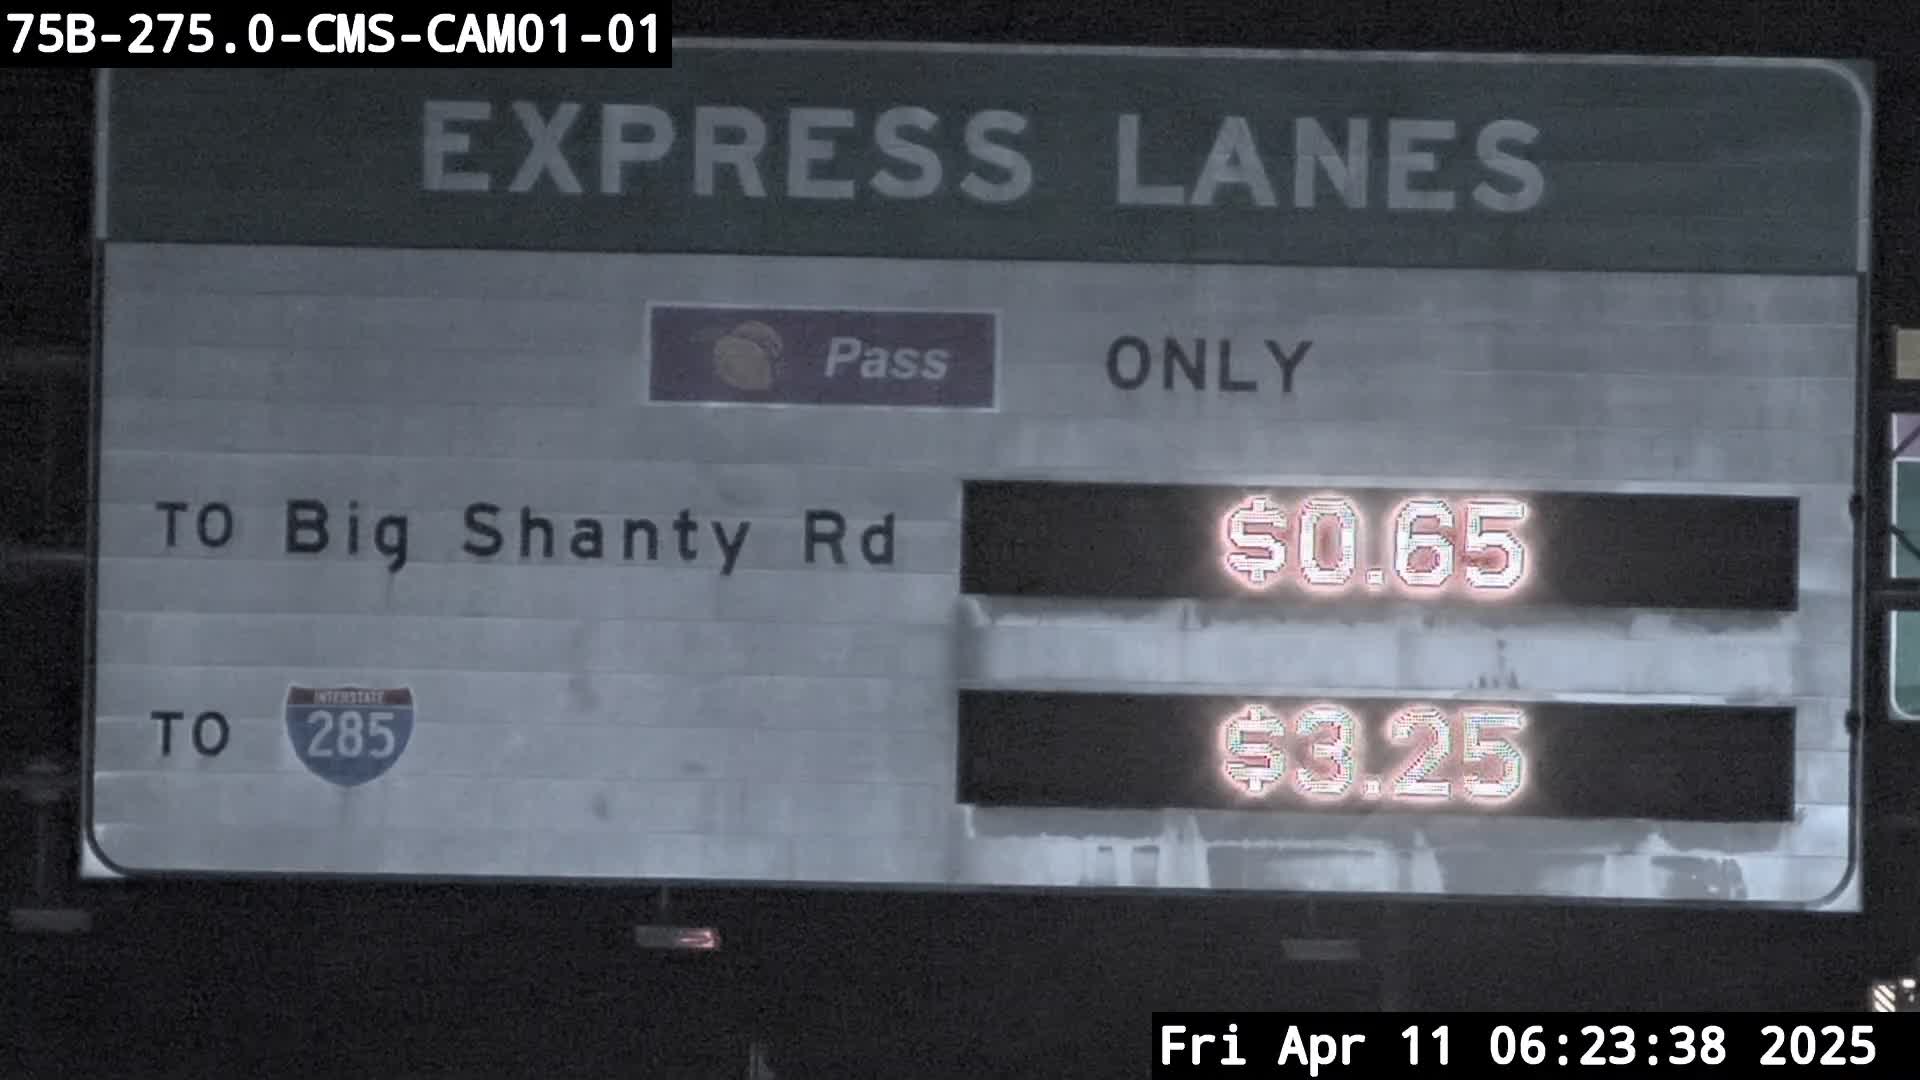 75B-275.0-CMS-CAM01-01
EXPRESS LANES
Pass ONLY
TO Big Shanty Rd $0.65
INTERSTATE
TO 285 $3.25
Fri Apr 11 06:23:38 2025